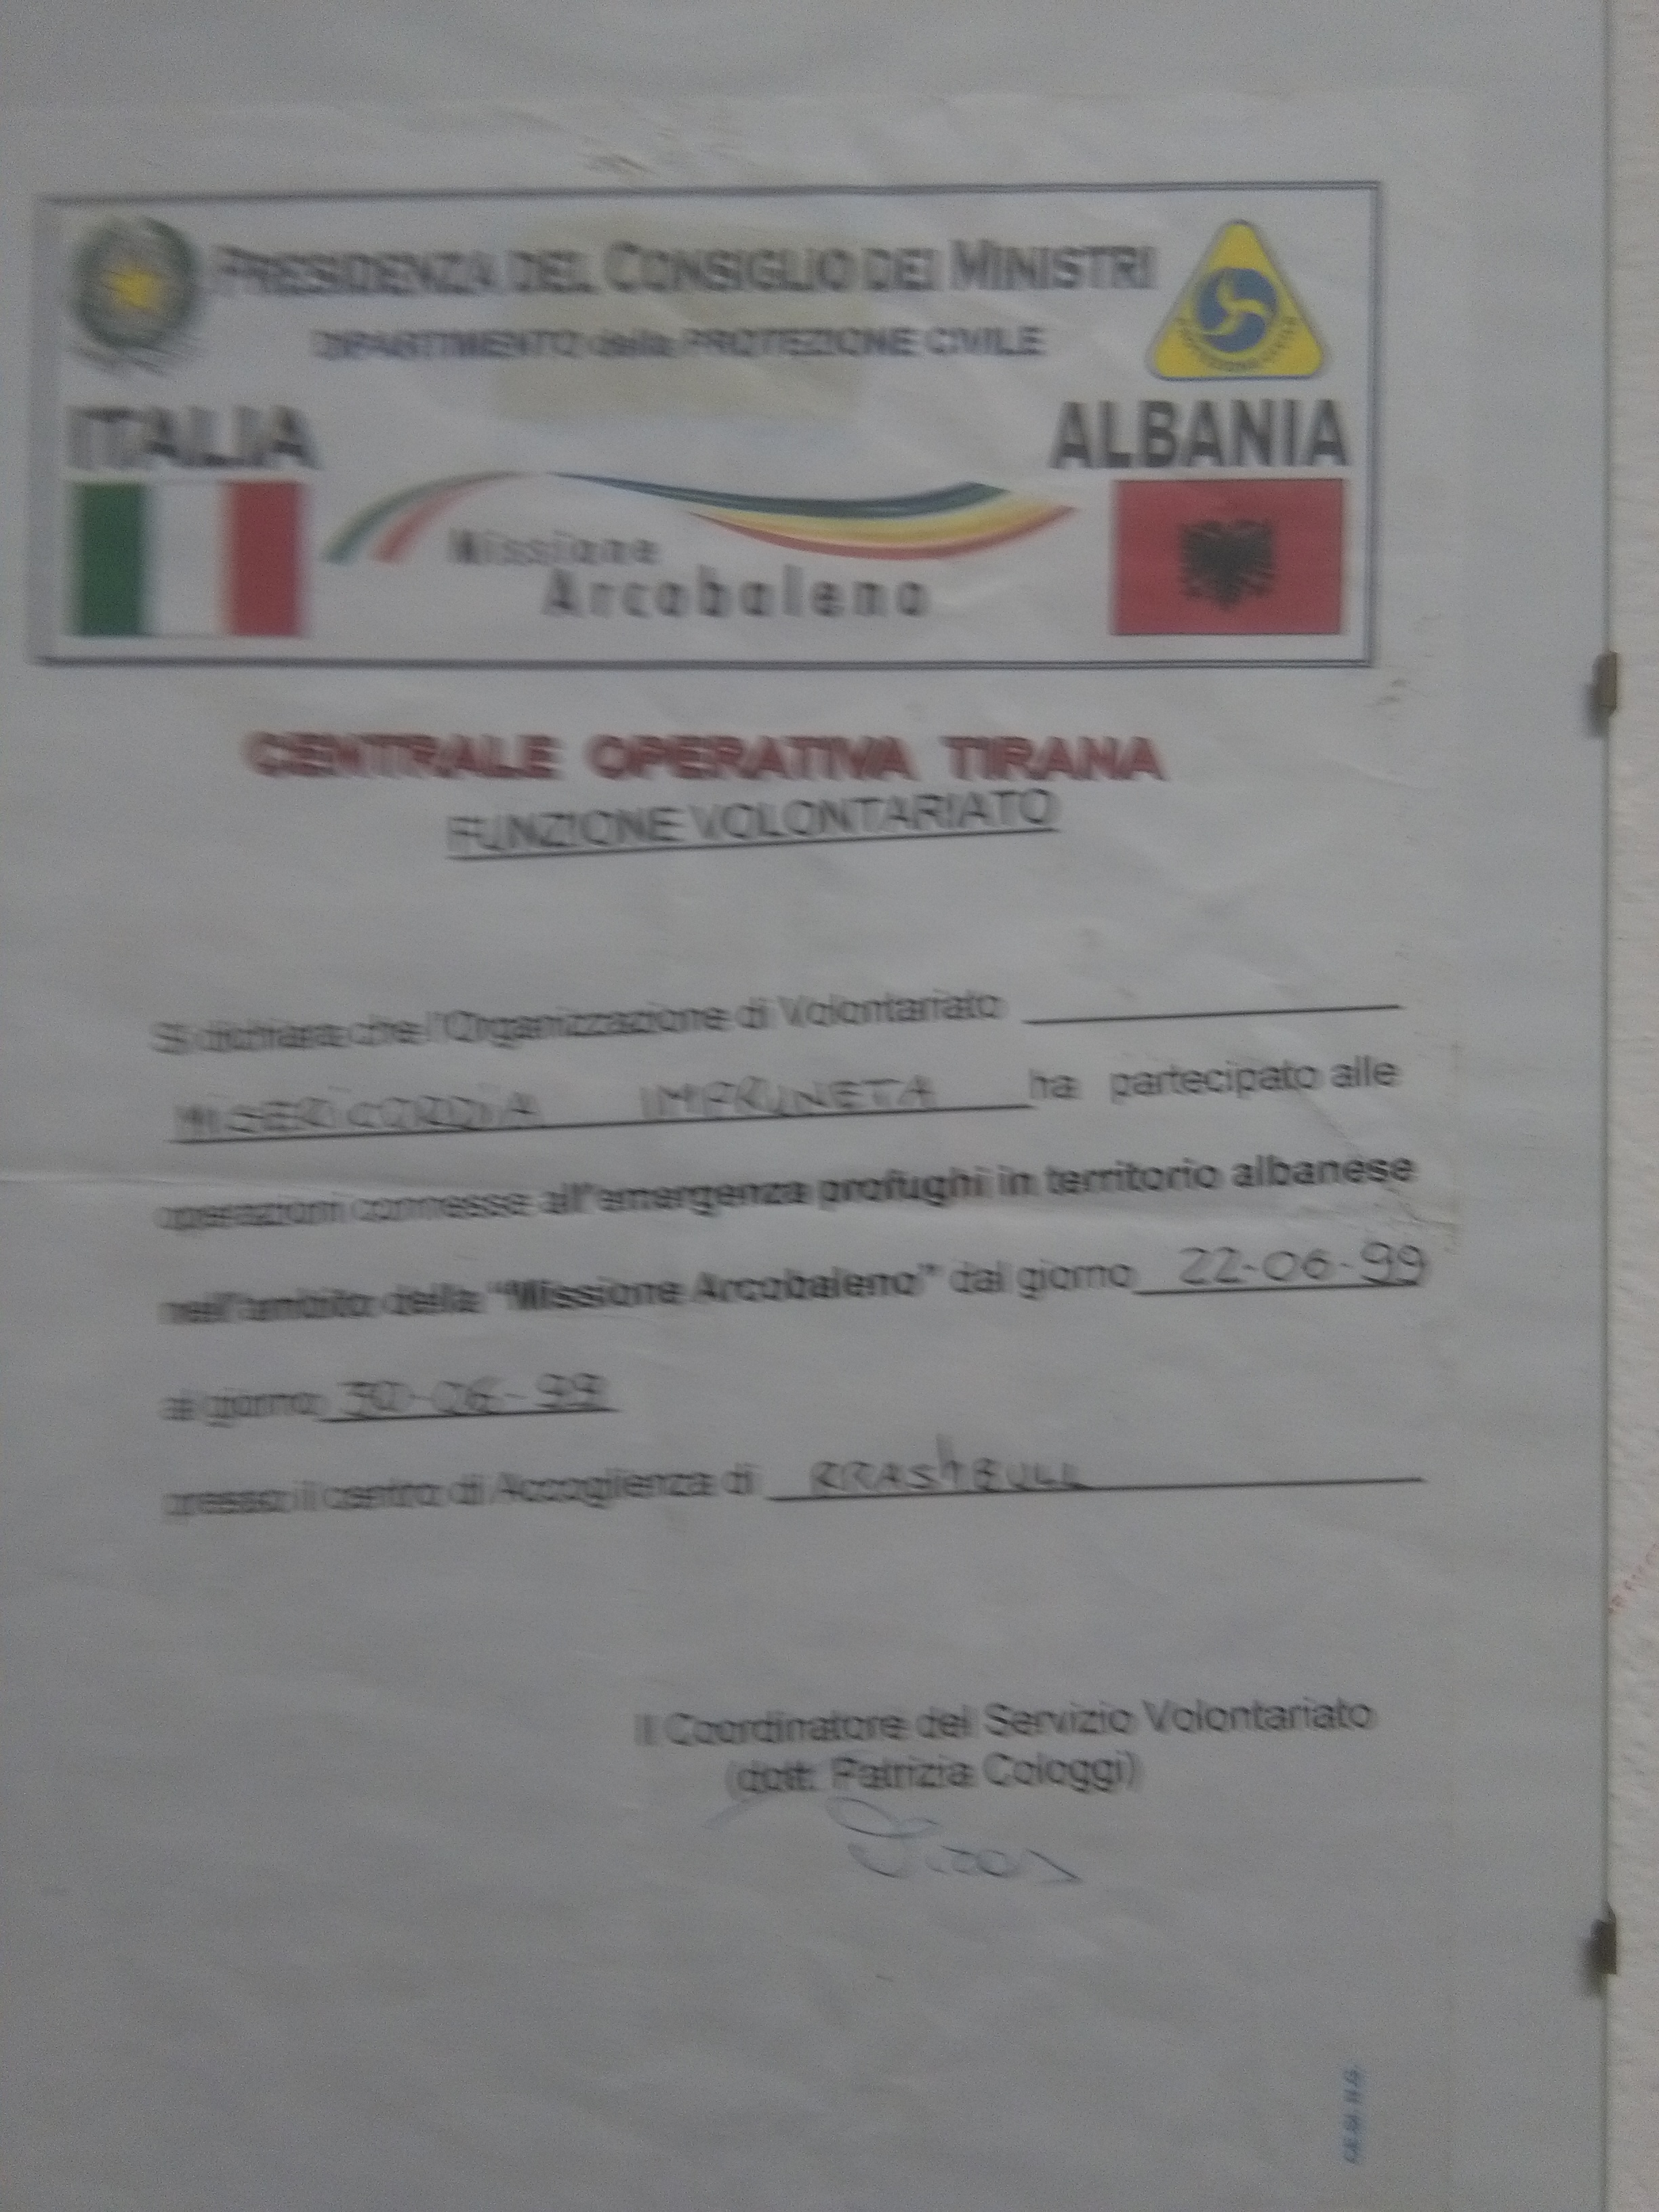 PRESIDENZA DEL CONSIGLIO DEI MINISTRI
DIPARTIMENTO della PROTEZIONE CIVILE
ITALIA
ALBANIA
Missione
Arcobaleno
CENTRALE OPERATIVA TIRANA
FUNZIONE VOLONTARIATO
Si dichiara che l'Organizzazione di Volontariato
MISERICORDIA IMPRUNETA ha partecipato alle
operazioni connesse all'emergenza profughi in territorio albanese
nell'ambito della "Missione Arcobaleno" dal giorno 22-06-99
al giorno 30-06-99
presso il centro di Accoglienza di RRASHBULL
Il Coordinatore del Servizio Volontariato
(dott. Patrizia Cologgi)